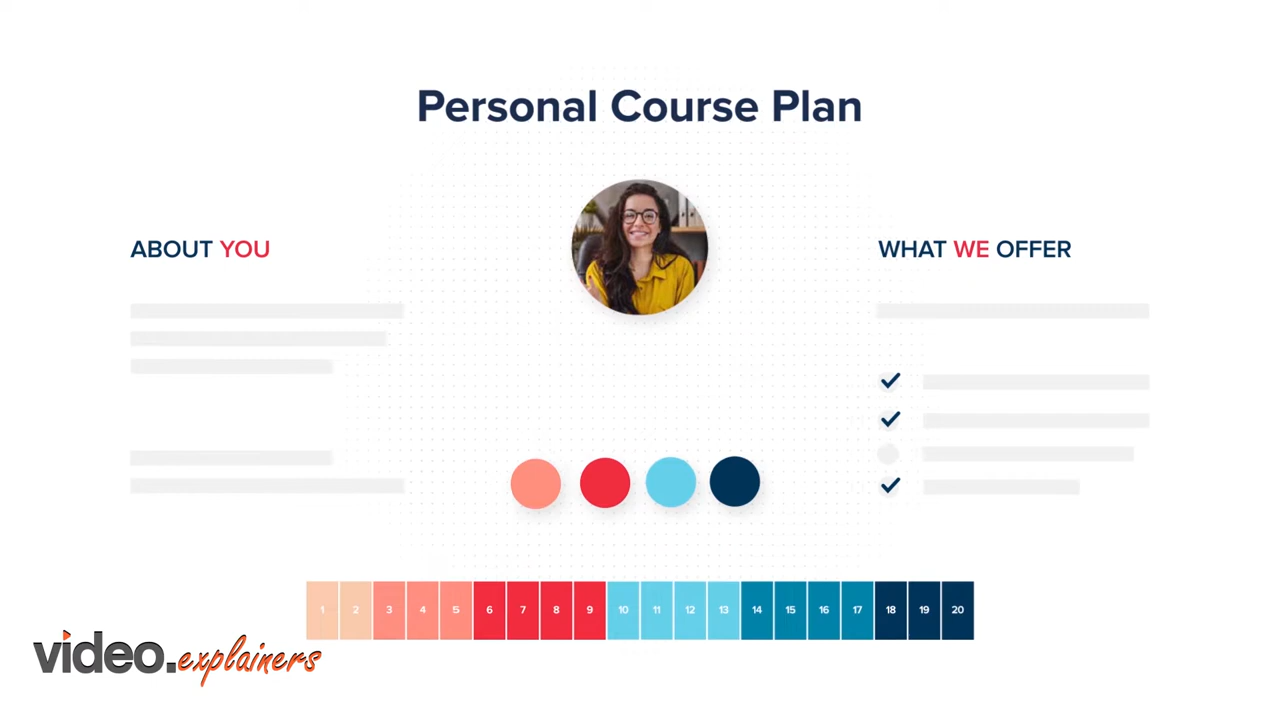 Personal Course Plan
ABOUT YOU
WHAT WE OFFER
1 2 3 4 5 6 7 8 9 10 11 12 13 14 15 16 17 18 19 20
video.explainers